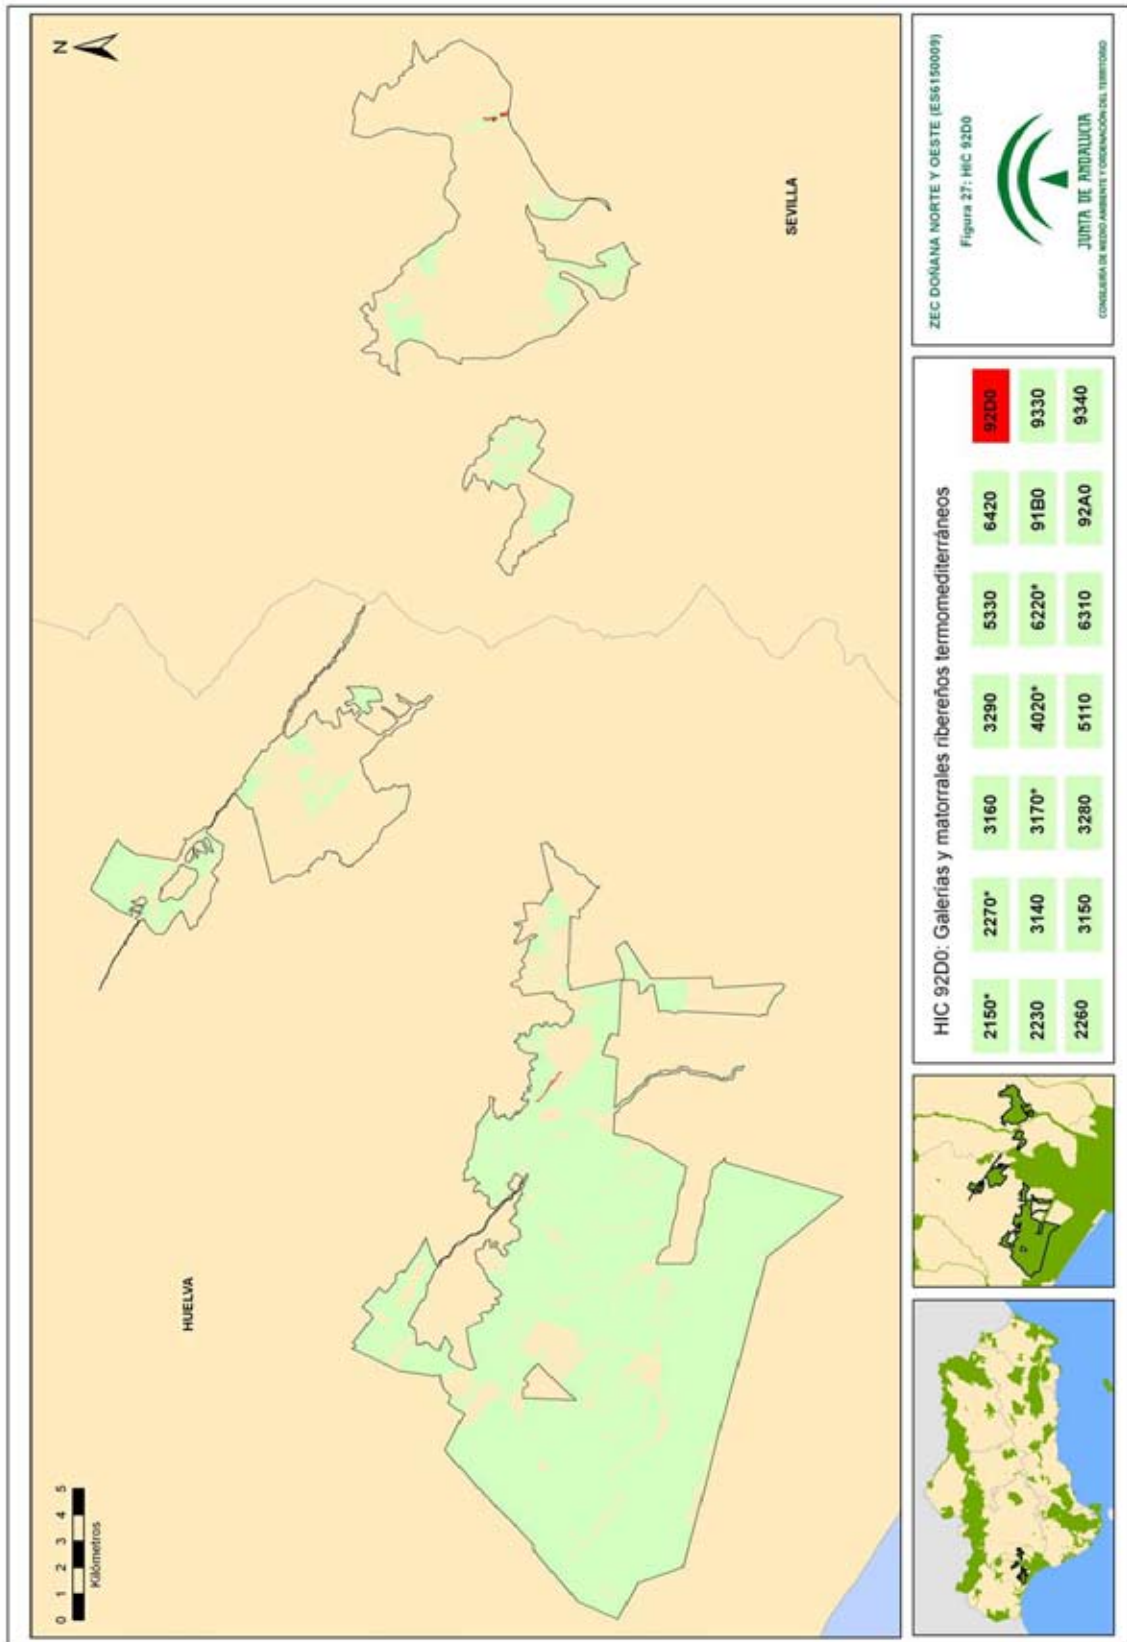 N
0 1 2 3 4 5
Kilómetros
HUELVA
SEVILLA
HIC 92D0: Galerías y matorrales ribereños termomediterráneos
2150* 2270* 3160 3290 5330 6420 92D0
2230 3140 3170* 4020* 6220* 91B0 9330
2260 3150 3280 5110 6310 92A0 9340
ZEC DOÑANA NORTE Y OESTE (ES6150009)
Figura 27: HIC 92D0
JUNTA DE ANDALUCIA
CONSEJERÍA DE MEDIO AMBIENTE Y ORDENACIÓN DEL TERRITORIO